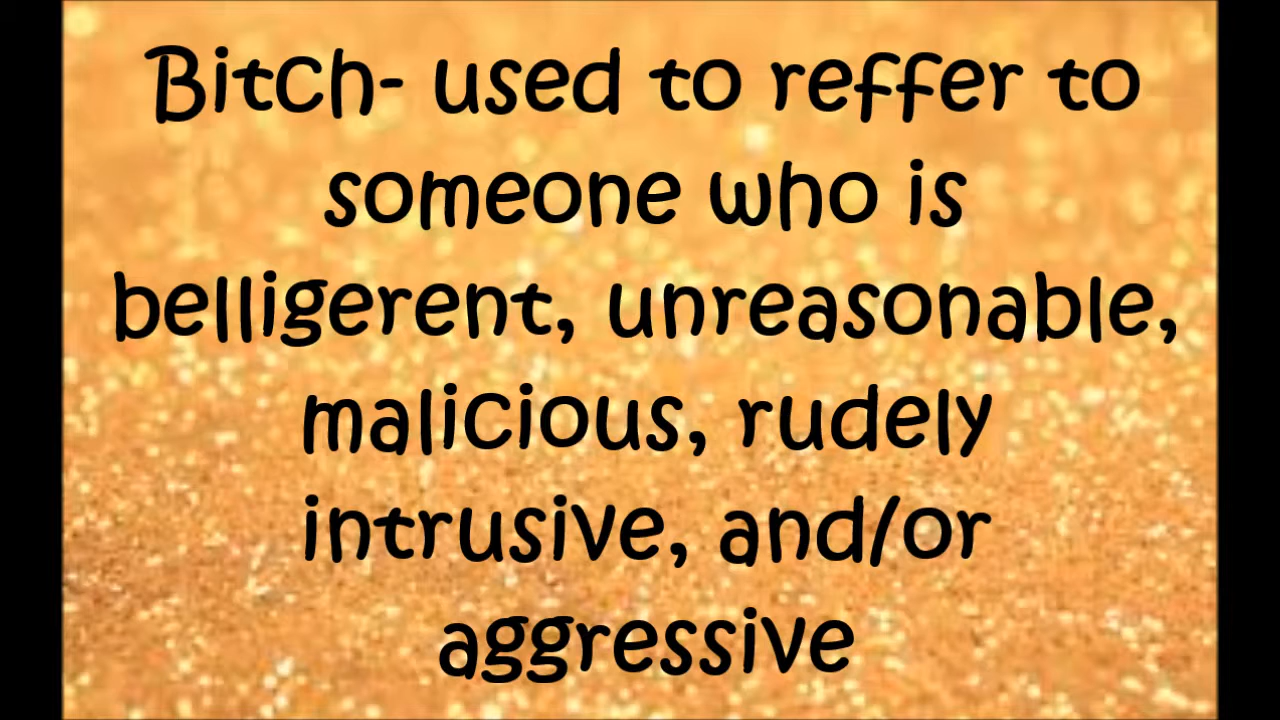 Bitch- used to reffer to
someone who is
belligerent, unreasonable,
malicious, rudely
intrusive, and/or
aggressive